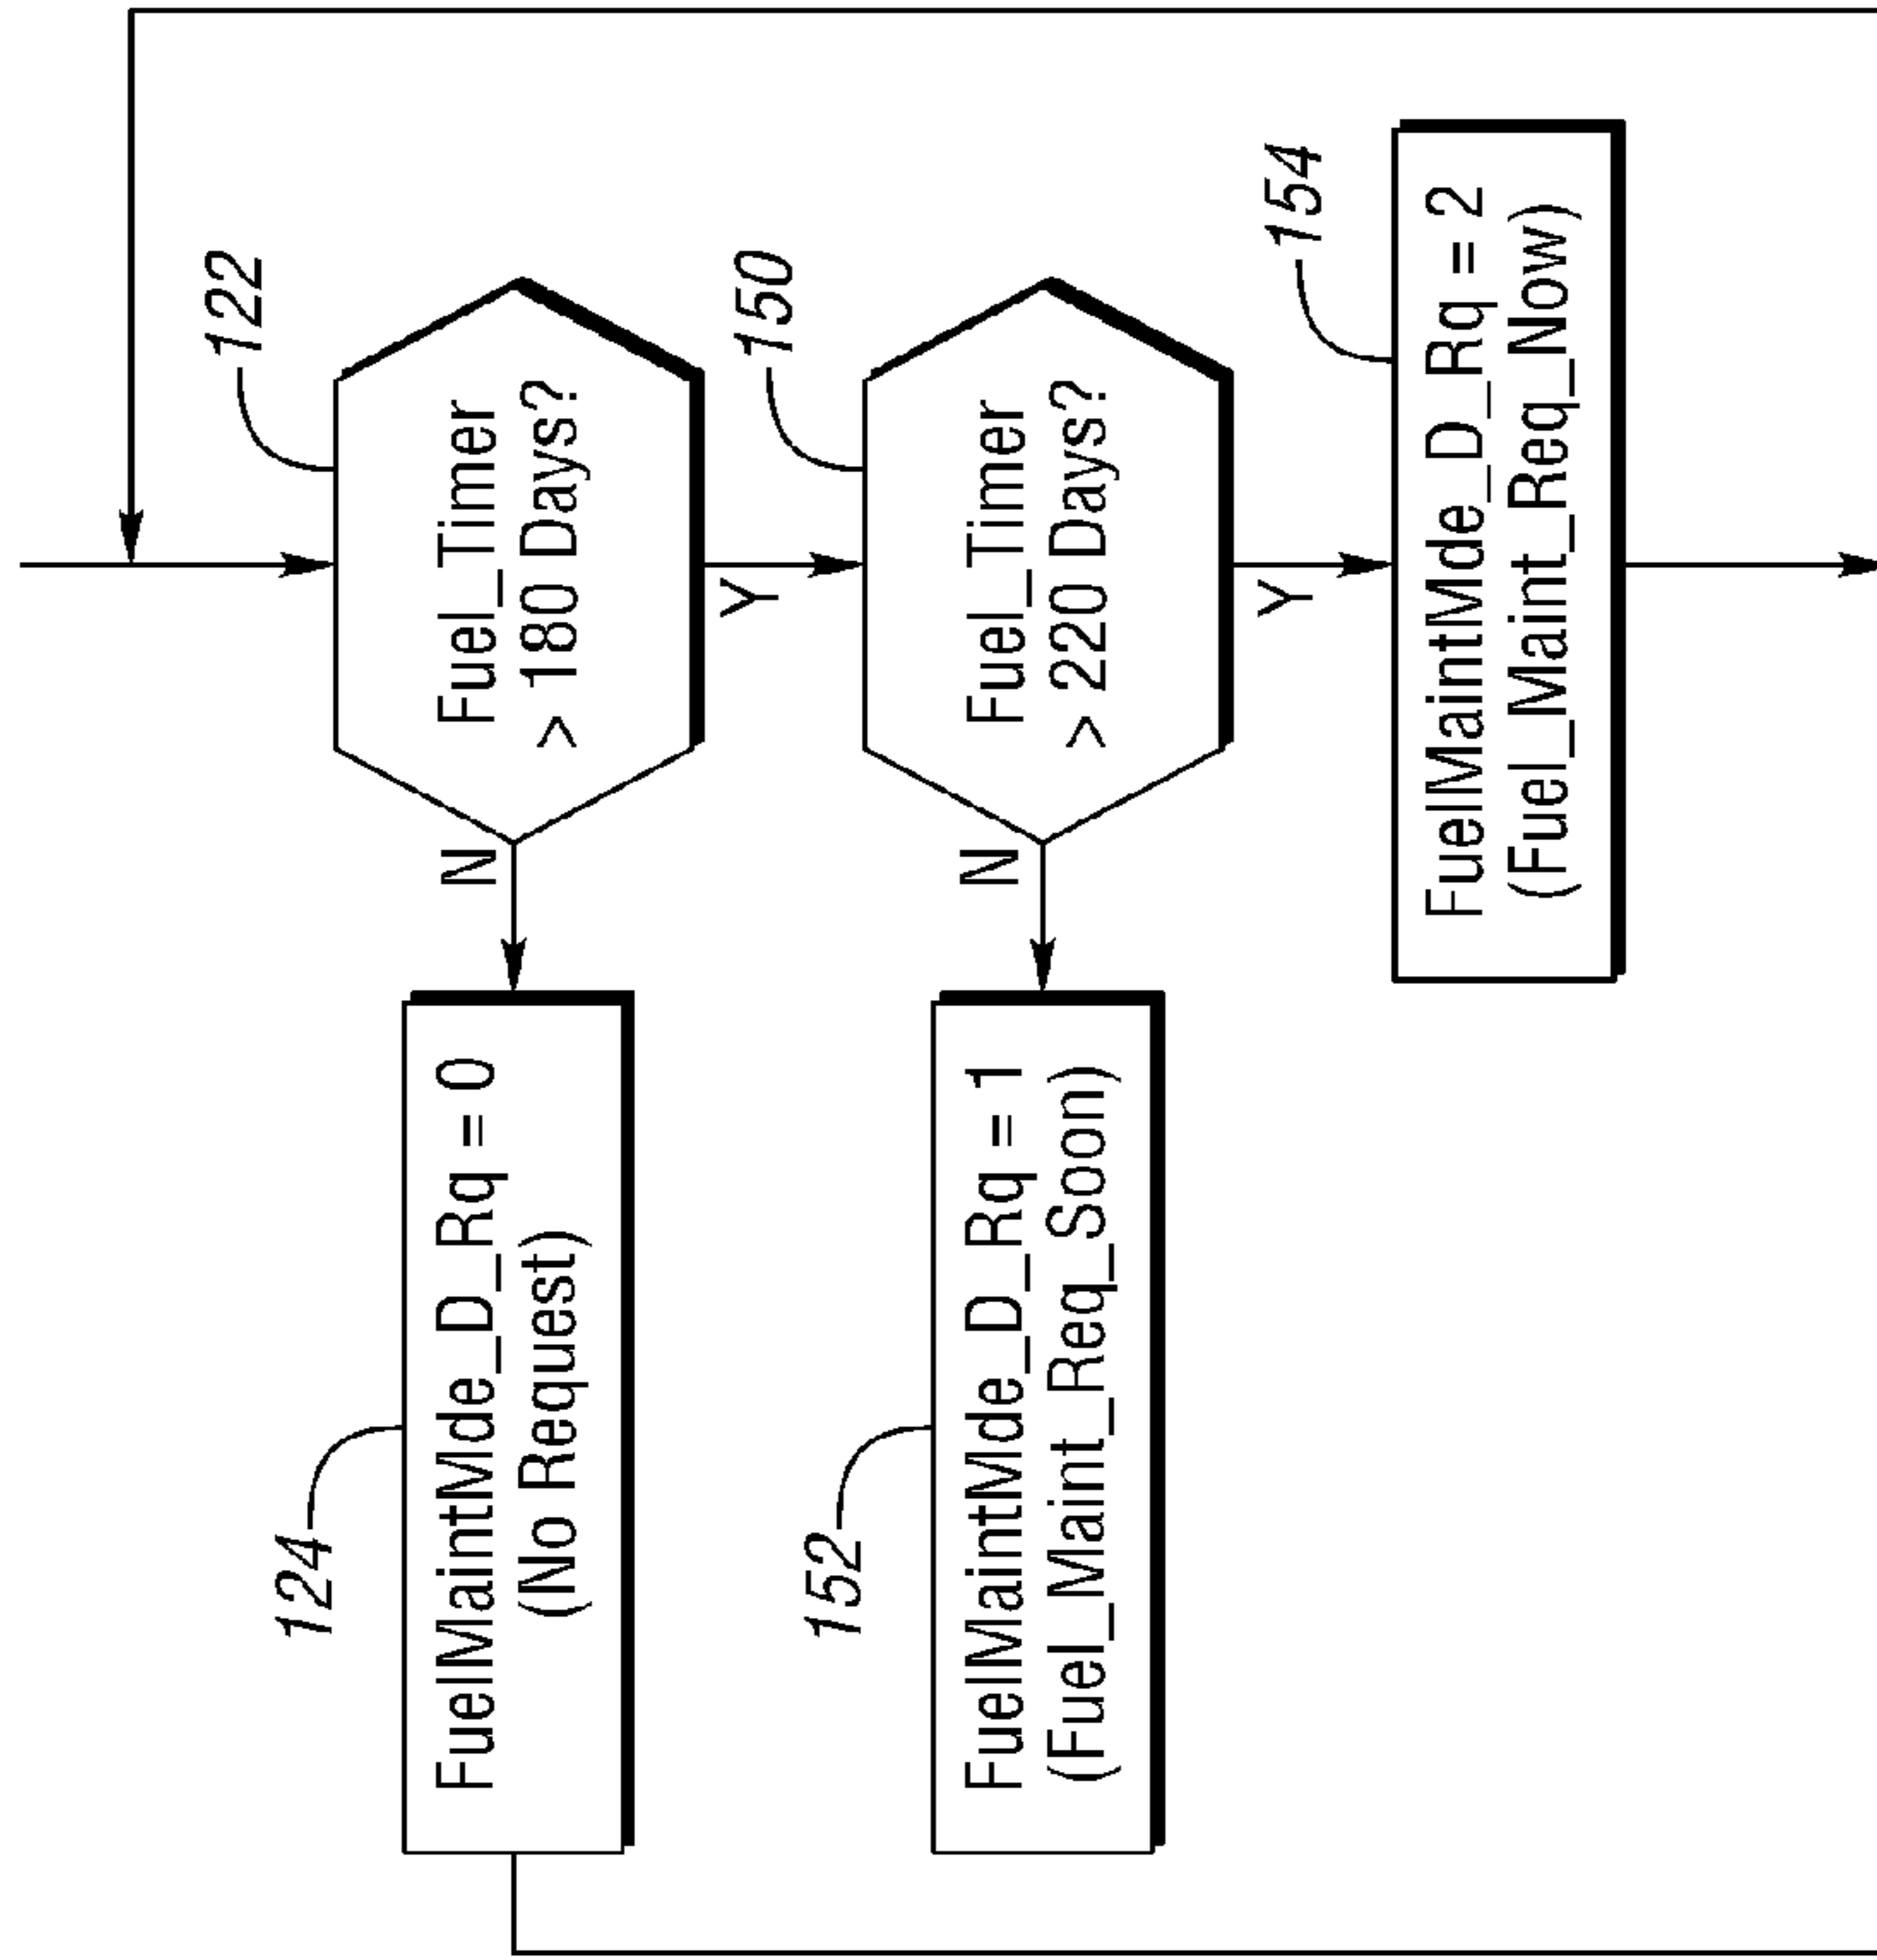 122
Fuel_Timer
> 180 Days?
N
Y
124
FuelMaintMde_D_Rq = 0
(No Request)
150
Fuel_Timer
> 220 Days?
N
Y
152
FuelMaintMde_D_Rq = 1
(Fuel_Maint_Req_Soon)
154
FuelMaintMde_D_Rq = 2
(Fuel_Maint_Req_Now)